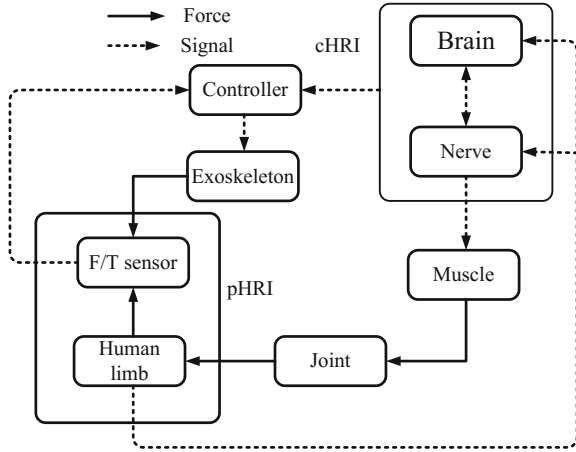 Force
Signal
cHRI
Brain
Controller
Nerve
Exoskeleton
F/T sensor
Muscle
pHRI
Human
limb
Joint